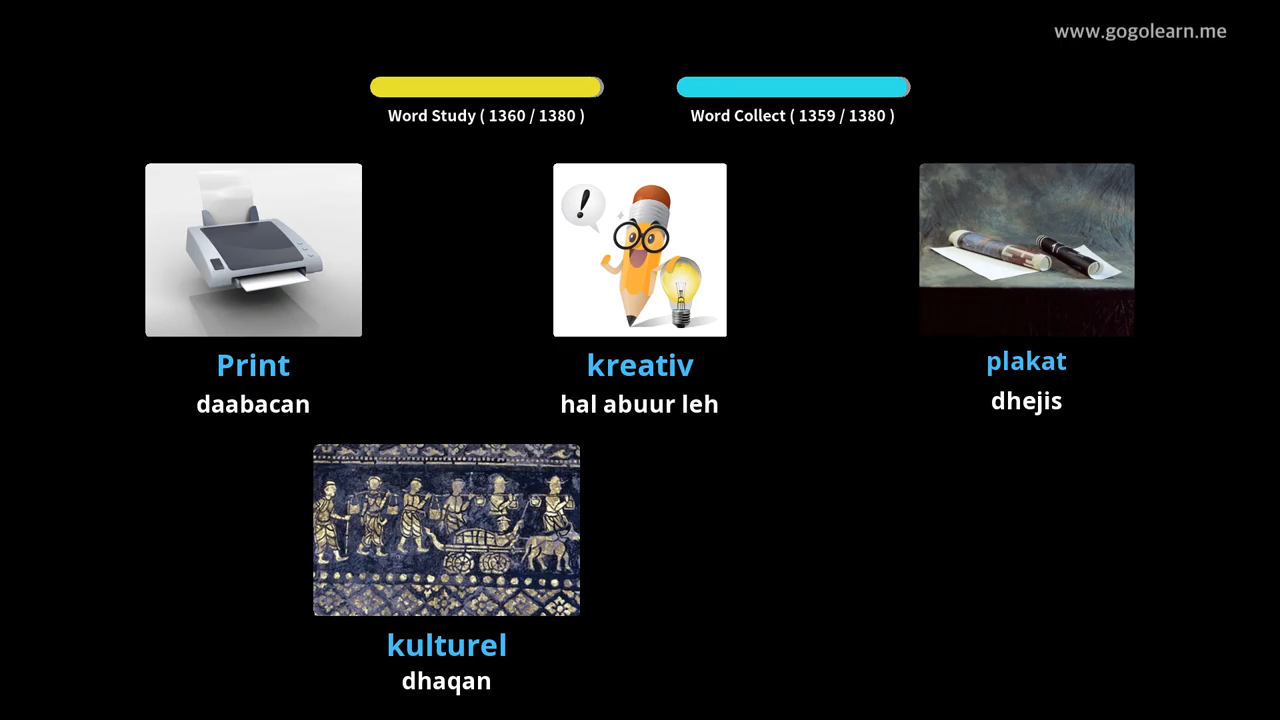 www.gogolearn.me
Word Study ( 1360 / 1380 )
Word Collect ( 1359 / 1380 )
Print
kreativ
plakat
daabacan
hal abuur leh
dhejis
kulturel
dhaqan